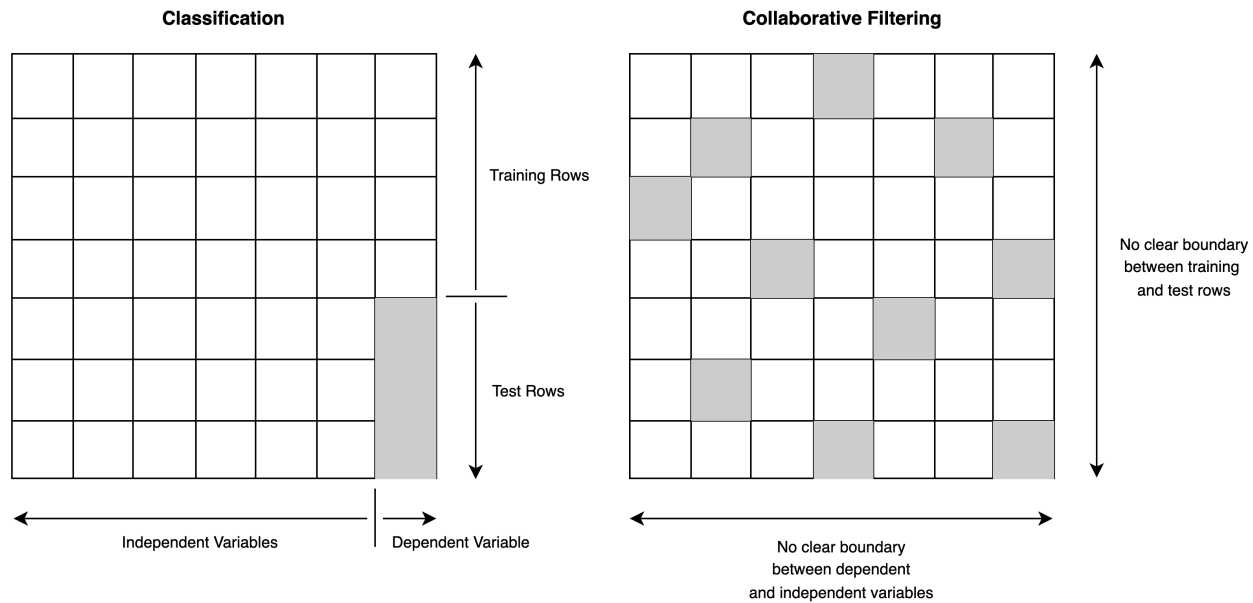 Classification
Training Rows
Test Rows
Independent Variables
Dependent Variable
Collaborative Filtering
No clear boundary
between training
and test rows
No clear boundary
between dependent
and independent variables